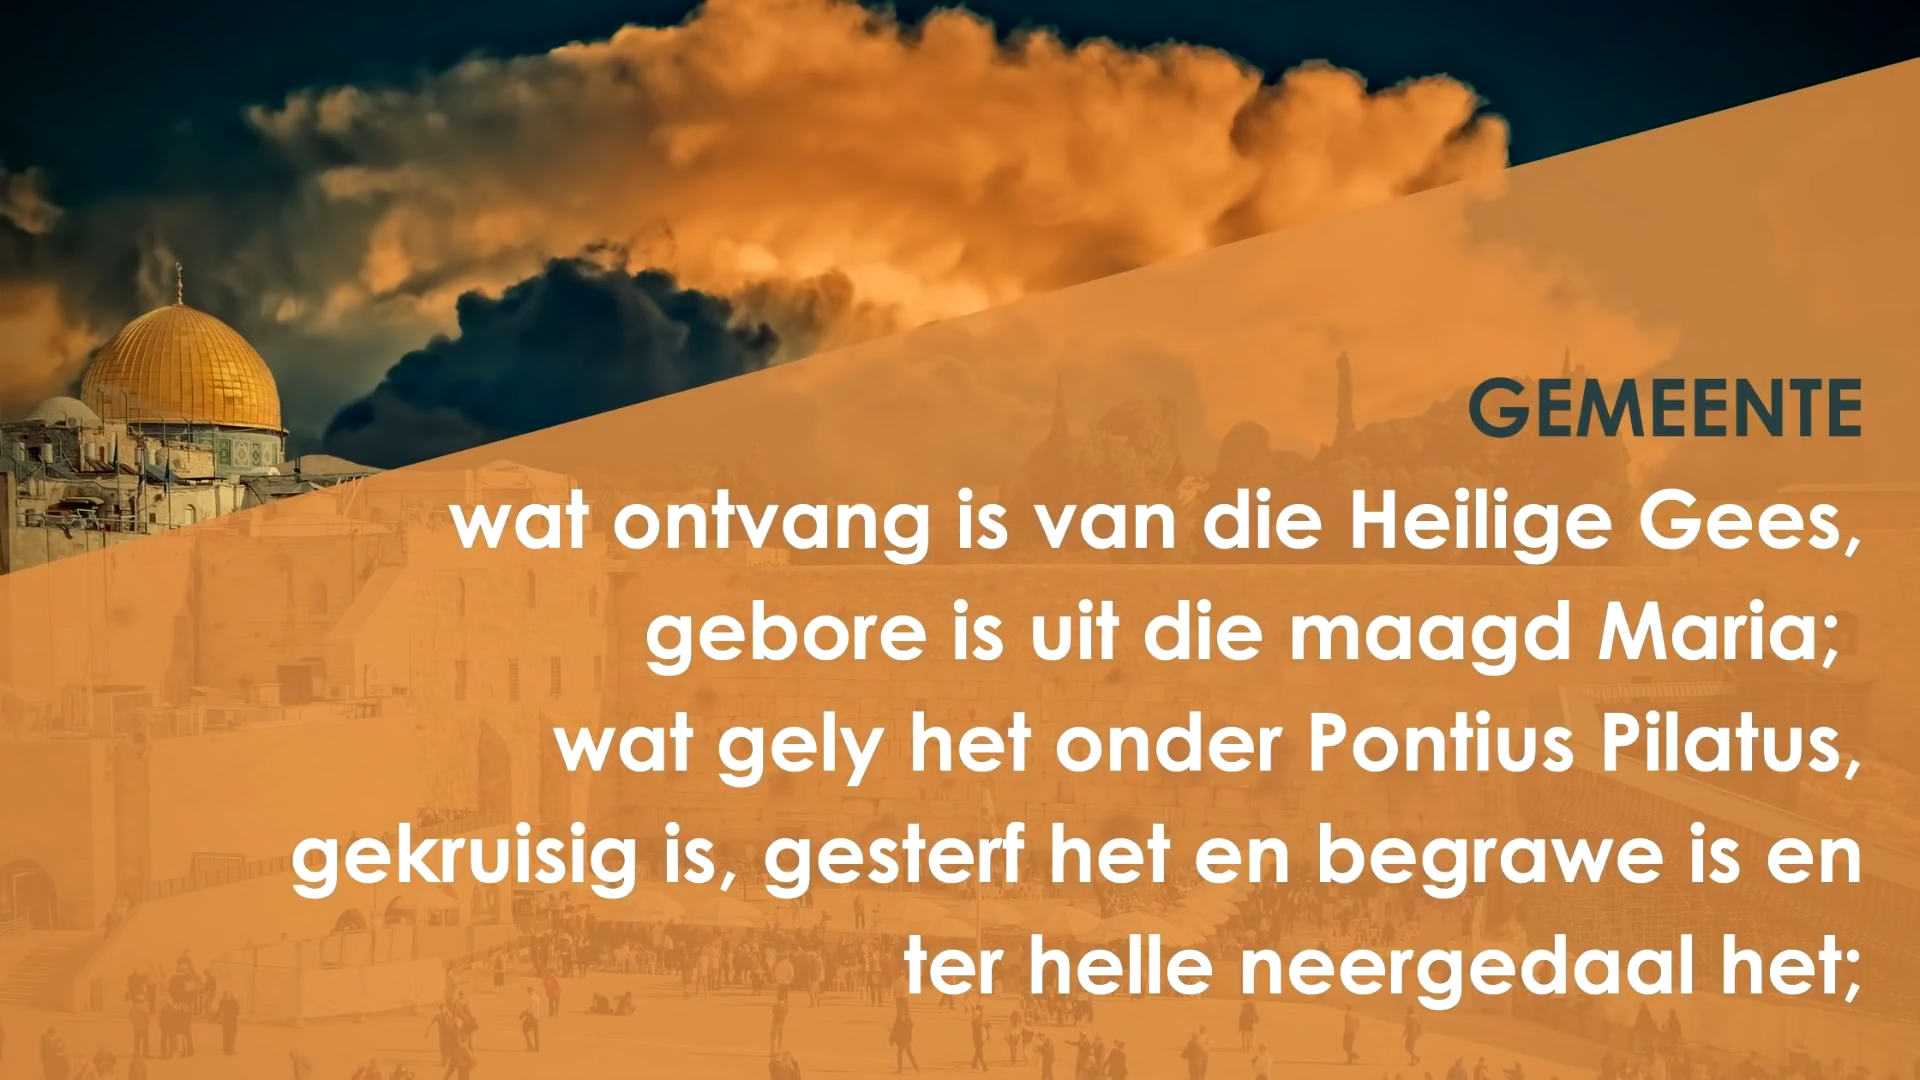 GEMEENTE
wat ontvang is van die Heilige Gees,
gebore is uit die maagd Maria;
wat gely het onder Pontius Pilatus,
gekruisig is, gesterf het en begrawe is en
ter helle neergedaal het;